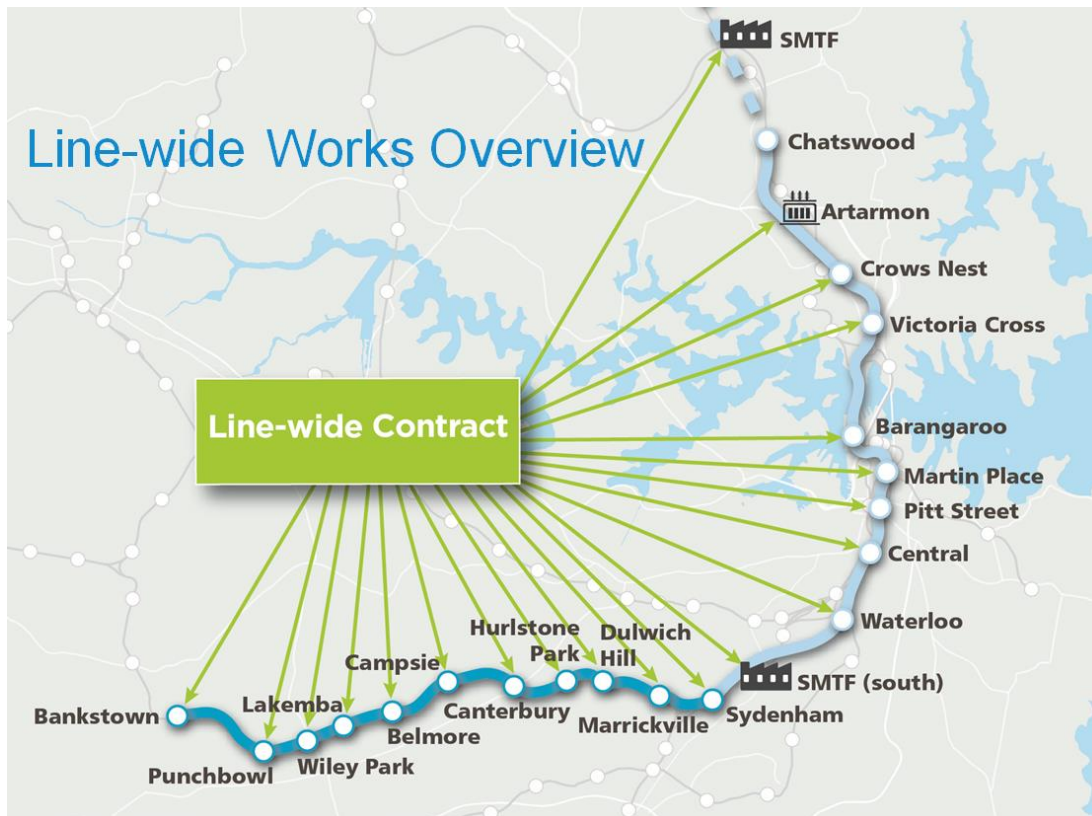 SMTF
Line-wide Works Overview
Chatswood
Artarmon
Crows Nest
Victoria Cross
Line-wide Contract
Barangaroo
Martin Place
Pitt Street
Central
Waterloo
Hurlstone
Park
Dulwich
Hill
Campsie
SMTF (south)
Lakemba
Bankstown
Canterbury
Marrickville
Sydenham
Belmore
Wiley Park
Punchbowl